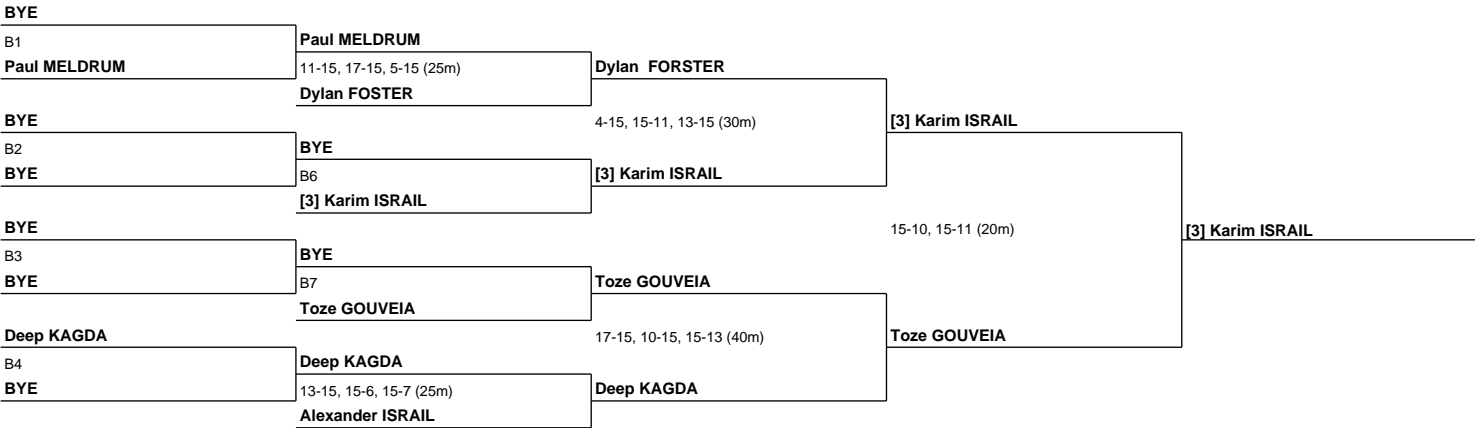 BYE
B1
Paul MELDRUM
BYE
B2
BYE
BYE
B3
BYE
Deep KAGDA
B4
BYE
Paul MELDRUM
11-15, 17-15, 5-15 (25m)
Dylan FOSTER
BYE
B6
[3] Karim ISRAIL
BYE
B7
Toze GOUVEIA
Deep KAGDA
13-15, 15-6, 15-7 (25m)
Alexander ISRAIL
Dylan  FORSTER
4-15, 15-11, 13-15 (30m)
[3] Karim ISRAIL
Toze GOUVEIA
17-15, 10-15, 15-13 (40m)
Deep KAGDA
[3] Karim ISRAIL
15-10, 15-11 (20m)
Toze GOUVEIA
[3] Karim ISRAIL